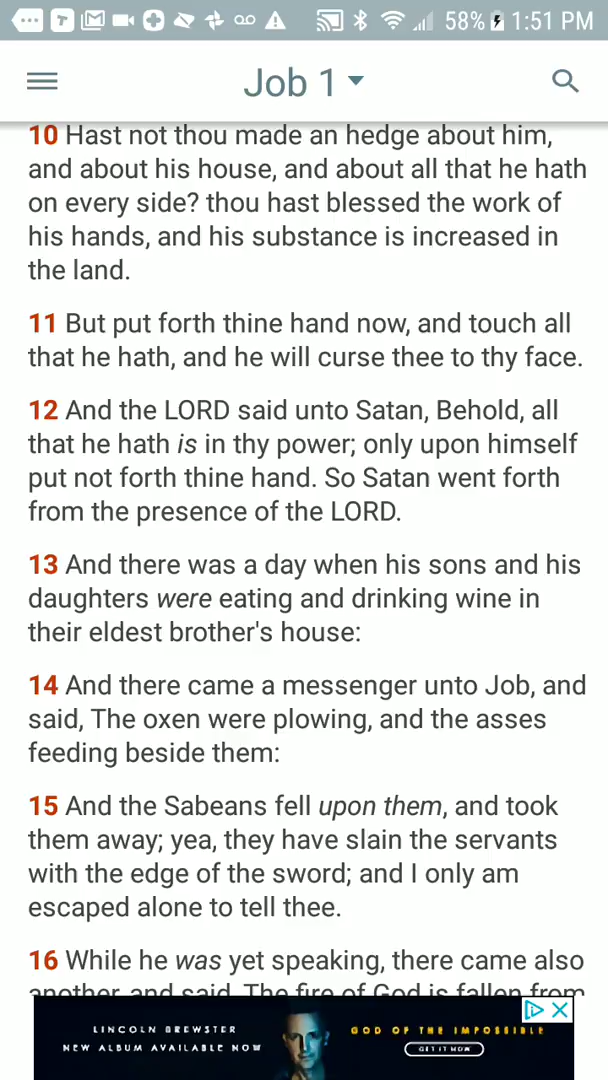 58% 1:51 PM
Job 1
10 Hast not thou made an hedge about him,
and about his house, and about all that he hath
on every side? thou hast blessed the work of
his hands, and his substance is increased in
the land.
11 But put forth thine hand now, and touch all
that he hath, and he will curse thee to thy face.
12 And the LORD said unto Satan, Behold, all
that he hath is in thy power; only upon himself
put not forth thine hand. So Satan went forth
from the presence of the LORD.
13 And there was a day when his sons and his
daughters were eating and drinking wine in
their eldest brother's house:
14 And there came a messenger unto Job, and
said, The oxen were plowing, and the asses
feeding beside them:
15 And the Sabeans fell upon them, and took
them away; yea, they have slain the servants
with the edge of the sword; and I only am
escaped alone to tell thee.
16 While he was yet speaking, there came also
another, and said, The fire of God is fallen from
LINCOLN BREWSTER
NEW ALBUM AVAILABLE NOW
GOD OF THE IMPOSSIBLE
GET IT NOW